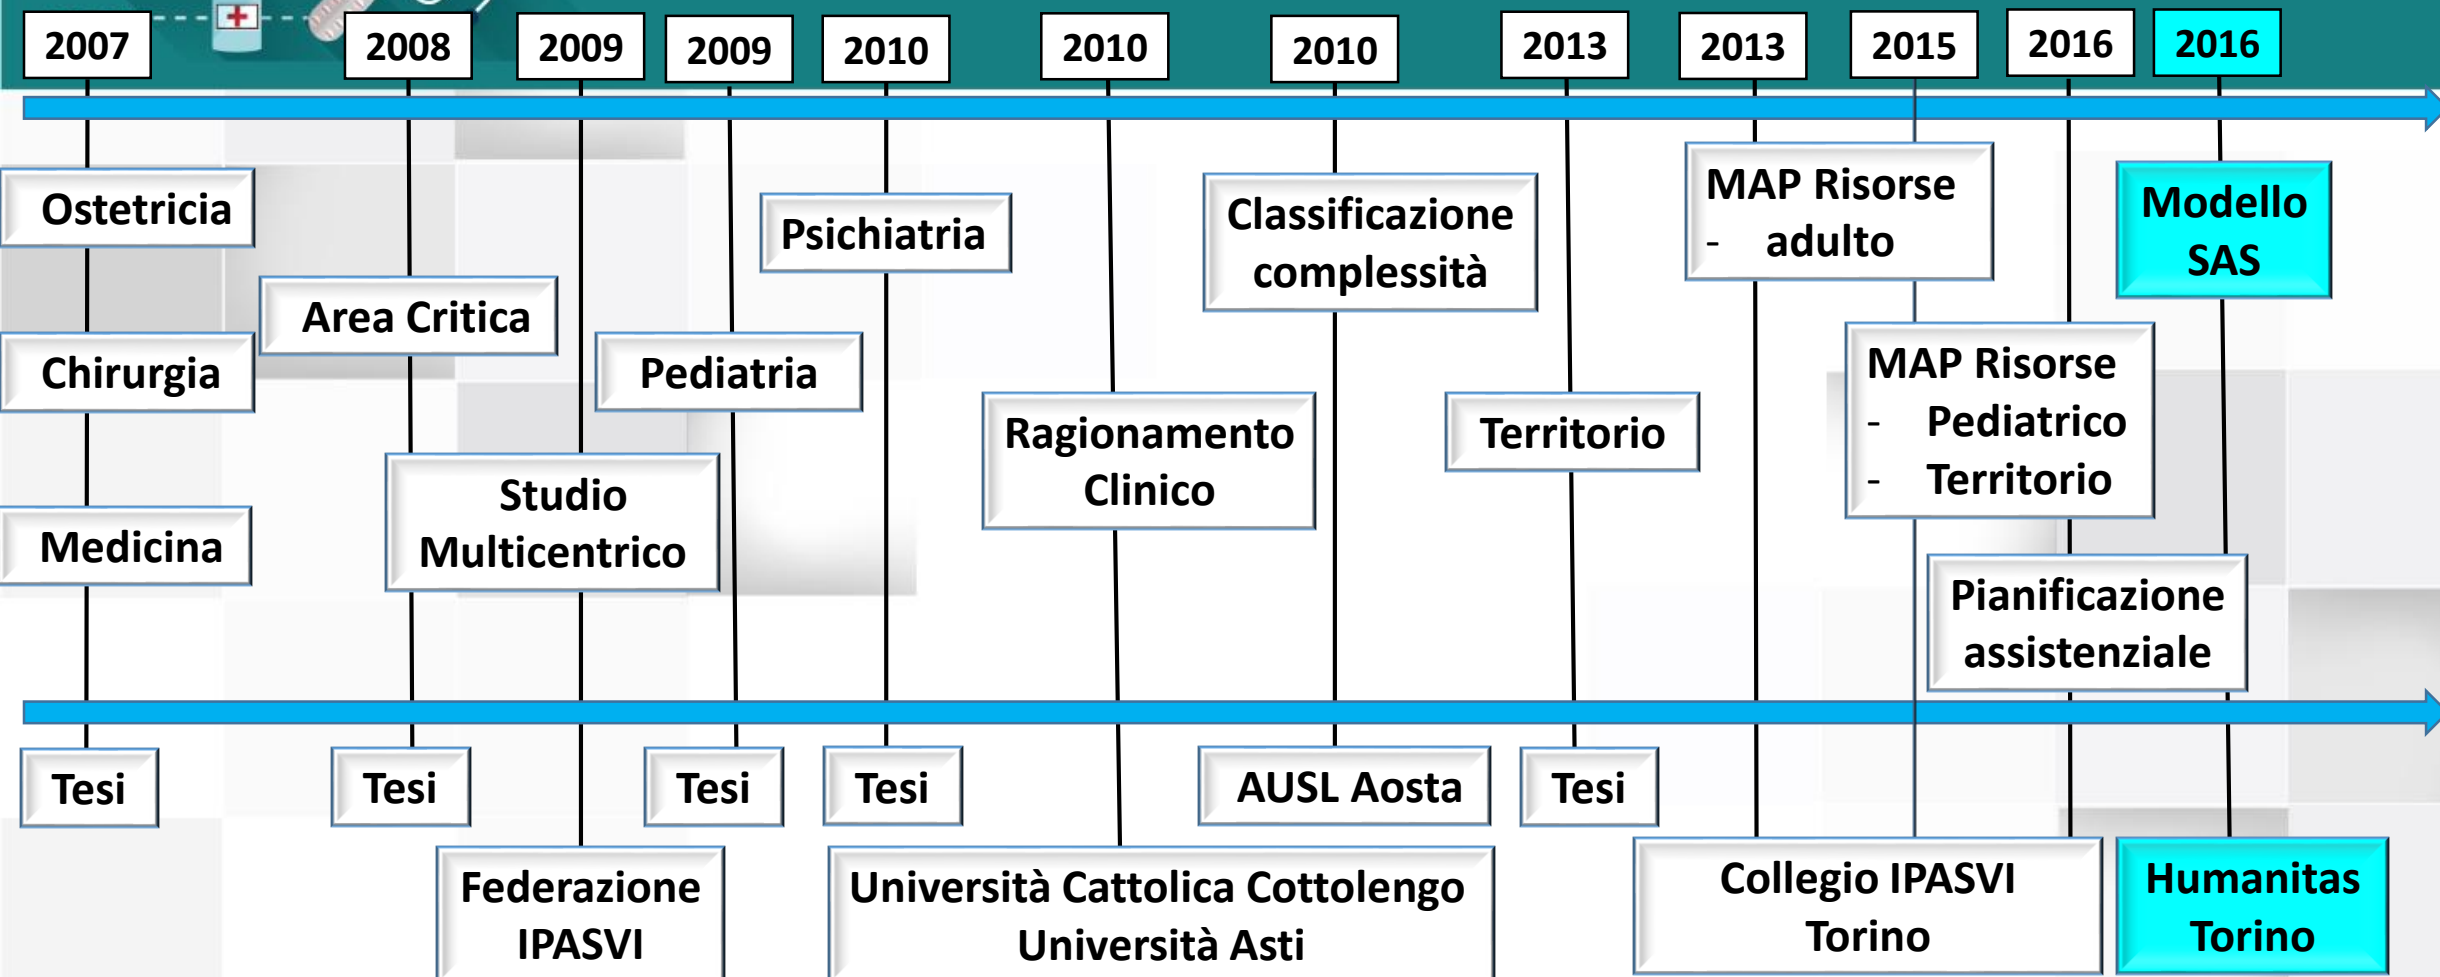 2007
2008
2009
2009
2010
2010
2010
2013
2013
2015
2016
2016
Ostetricia
Chirurgia
Medicina
Area Critica
Studio
Multicentrico
Pediatria
Psichiatria
Ragionamento
Clinico
Classificazione
complessità
Territorio
MAP Risorse
- adulto
MAP Risorse
- Pediatrico
- Territorio
Pianificazione
assistenziale
Modello
SAS
Tesi
Tesi
Federazione
IPASVI
Tesi
Tesi
Università Cattolica Cottolengo
Università Asti
AUSL Aosta
Tesi
Collegio IPASVI
Torino
Humanitas
Torino